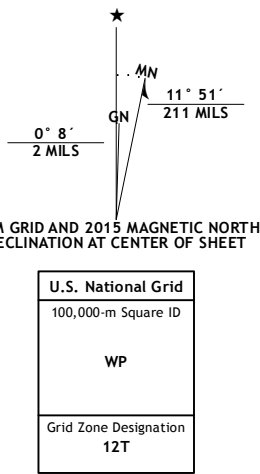 ★
MN
GN
11° 51´
211 MILS
0° 8´
2 MILS
M GRID AND 2015 MAGNETIC NORTH
ECLINATION AT CENTER OF SHEET
U.S. National Grid
100,000-m Square ID
WP
Grid Zone Designation
12T